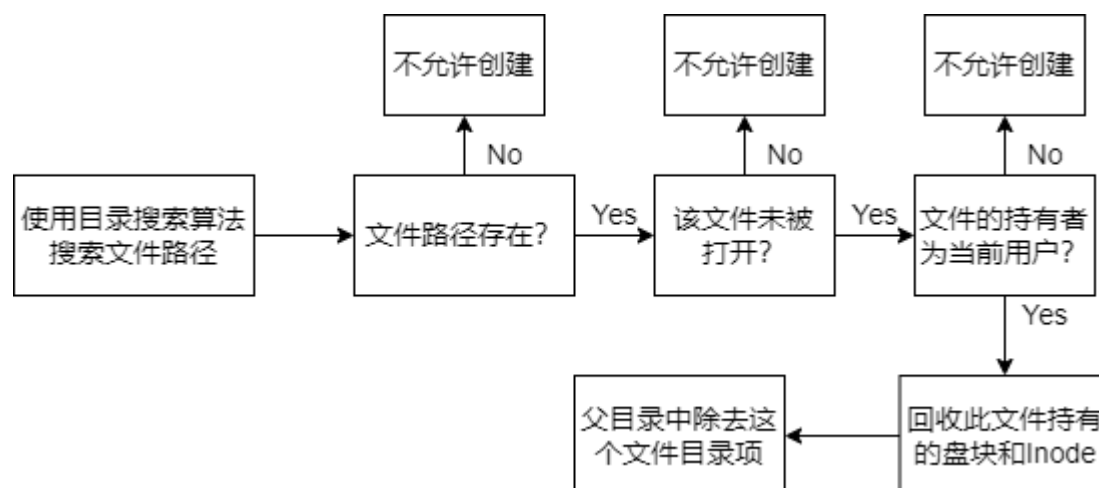 不允许创建
不允许创建
不允许创建
No
No
No
使用目录搜索算法
搜索文件路径
文件路径存在？
Yes
该文件未被
打开？
Yes
文件的持有者
为当前用户？
Yes
父目录中除去这
个文件目录项
回收此文件持有
的盘块和Inode